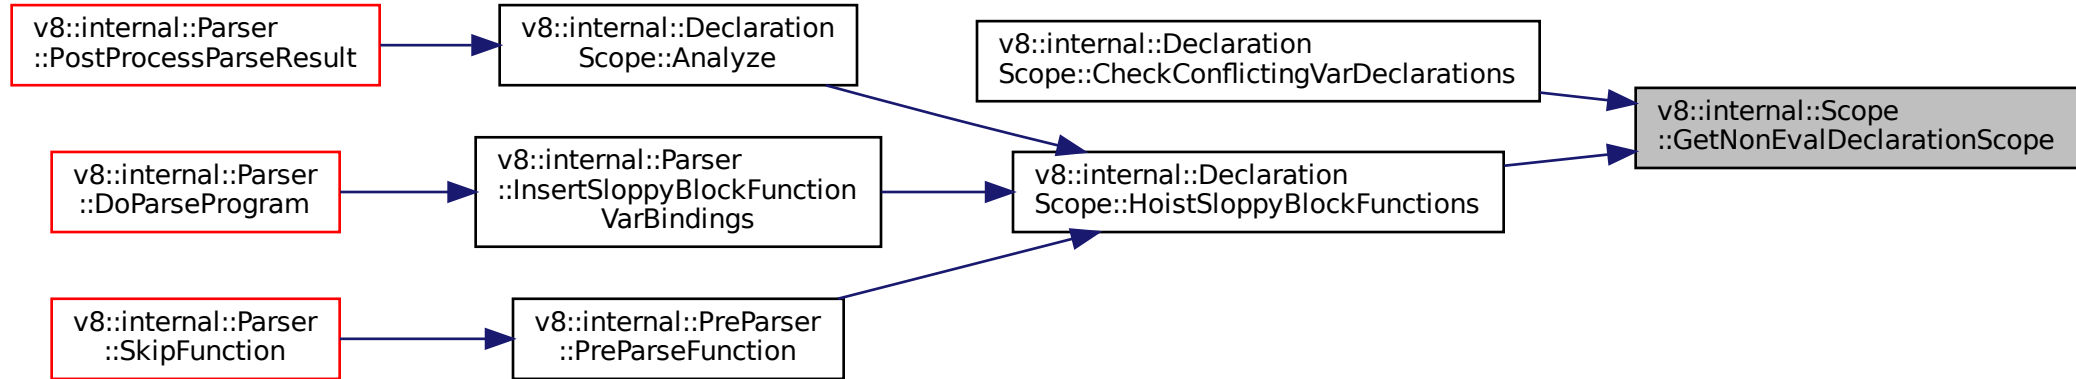 v8::internal::Parser
::PostProcessParseResult
v8::internal::Declaration
Scope::Analyze
v8::internal::Declaration
Scope::CheckConflictingVarDeclarations
v8::internal::Scope
::GetNonEvalDeclarationScope
v8::internal::Parser
::DoParseProgram
v8::internal::Parser
::InsertSloppyBlockFunction
VarBindings
v8::internal::Declaration
Scope::HoistSloppyBlockFunctions
v8::internal::Parser
::SkipFunction
v8::internal::PreParser
::PreParseFunction